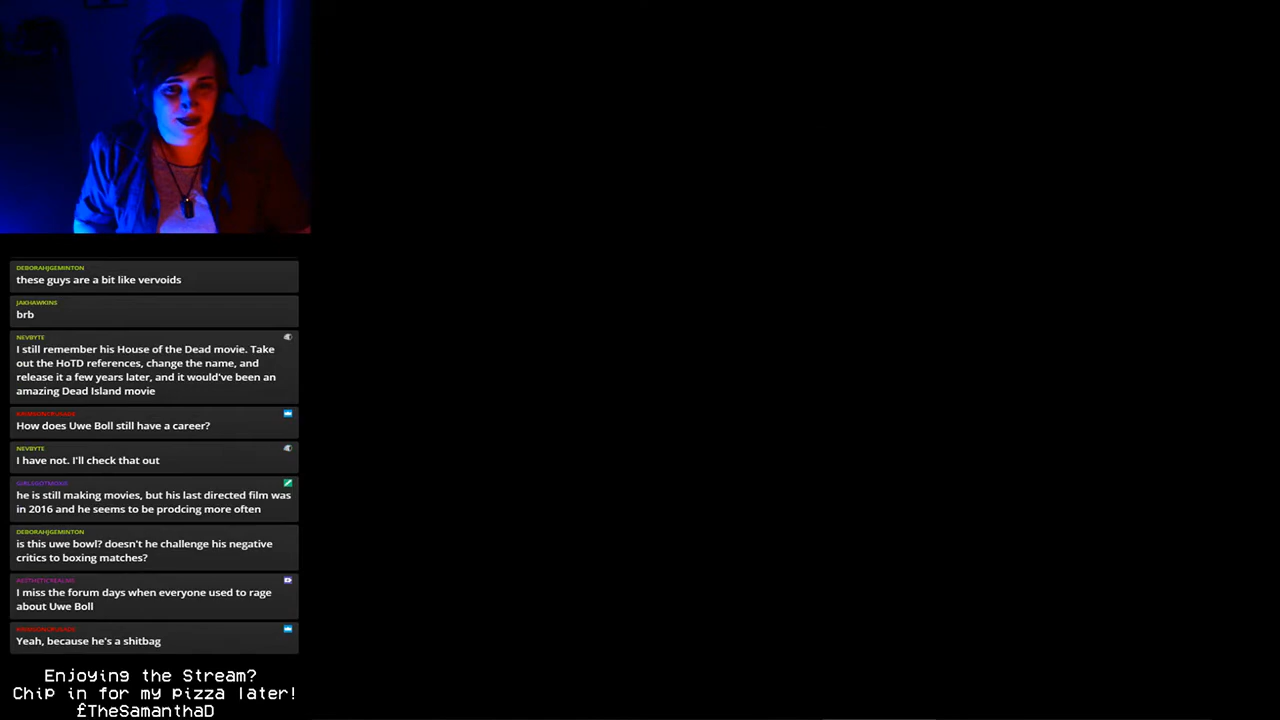 DEBORAHJGEMINTON
these guys are a bit like vervoids
JAKHAWKINS
brb
NEVBYTE
I still remember his House of the Dead movie. Take
out the HoTD references, change the name, and
release it a few years later, and it would've been an
amazing Dead Island movie
How does Uwe Boll still have a career?
NEVBYTE
I have not. I'll check that out
he is still making movies, but his last directed film was
in 2016 and he seems to be prodcing more often
DEBORAHJGEMINTON
is this uwe bowl? doesn't he challenge his negative
critics to boxing matches?
I miss the forum days when everyone used to rage
about Uwe Boll
Yeah, because he's a shitbag
Enjoying the Stream?
Chip in for my pizza later!
£TheSamanthaD